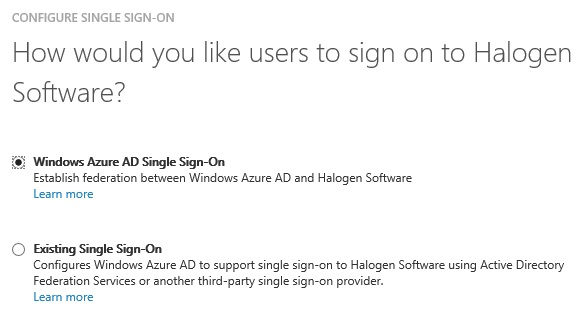 CONFIGURE SINGLE SIGN-ON
How would you like users to sign on to Halogen
Software?
Windows Azure AD Single Sign-On
Establish federation between Windows Azure AD and Halogen Software
Learn more
Existing Single Sign-On
Configures Windows Azure AD to support single sign-on to Halogen Software using Active Directory
Federation Services or another third-party single sign-on provider.
Learn more